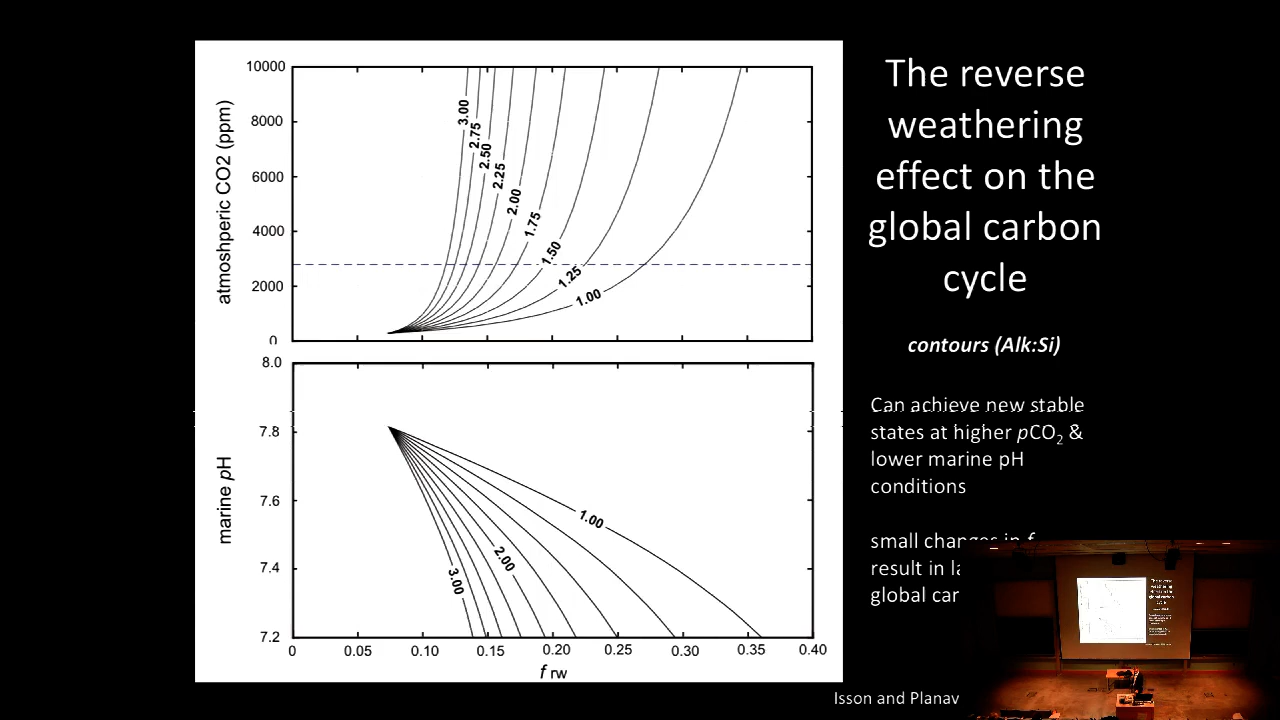 10000
8000
6000
4000
2000
0
atmoshperic CO2 (ppm)
3.00
2.75
2.50
2.25
2.00
1.75
1.50
1.25
1.00
8.0
7.8
7.6
7.4
7.2
marine pH
1.00
2.00
3.00
0 0.05 0.10 0.15 0.20 0.25 0.30 0.35 0.40
f rw
The reverse
weathering
effect on the
global carbon
cycle
contours (Alk:Si)
Can achieve new stable
states at higher pCO2 &
lower marine pH
conditions
small changes in f
result in la
global car
Isson and Planav